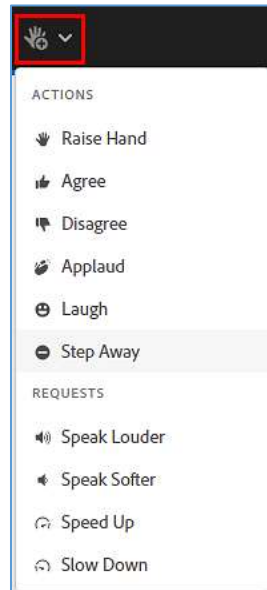 ACTIONS
Raise Hand
Agree
Disagree
Applaud
Laugh
Step Away
REQUESTS
Speak Louder
Speak Softer
Speed Up
Slow Down